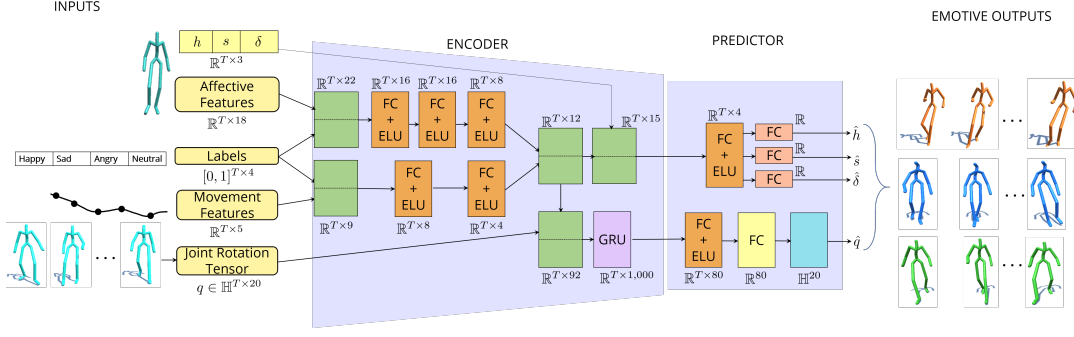 INPUTS
ENCODER
PREDICTOR
EMOTIVE OUTPUTS
h s δ
ℝ^{T×3}
Affective
Features
ℝ^{T×18}
Happy Sad Angry Neutral
Labels
[0, 1]^{T×4}
Movement
Features
ℝ^{T×5}
Joint Rotation
Tensor
q ∈ ℍ^{T×20}
...
ℝ^{T×22}
ℝ^{T×16}
ℝ^{T×16}
ℝ^{T×8}
FC
+
ELU
FC
+
ELU
FC
+
ELU
ℝ^{T×9}
FC
+
ELU
ℝ^{T×8}
FC
+
ELU
ℝ^{T×4}
ℝ^{T×12}
ℝ^{T×15}
ℝ^{T×92}
GRU
ℝ^{T×1,000}
ℝ^{T×4}
FC
+
ELU
FC
ℝ
ĥ
FC
ℝ
ŝ
FC
ℝ
δ̂
FC
+
ELU
ℝ^{T×80}
FC
ℝ^{80}
ℍ^{20}
q̂
...
...
...